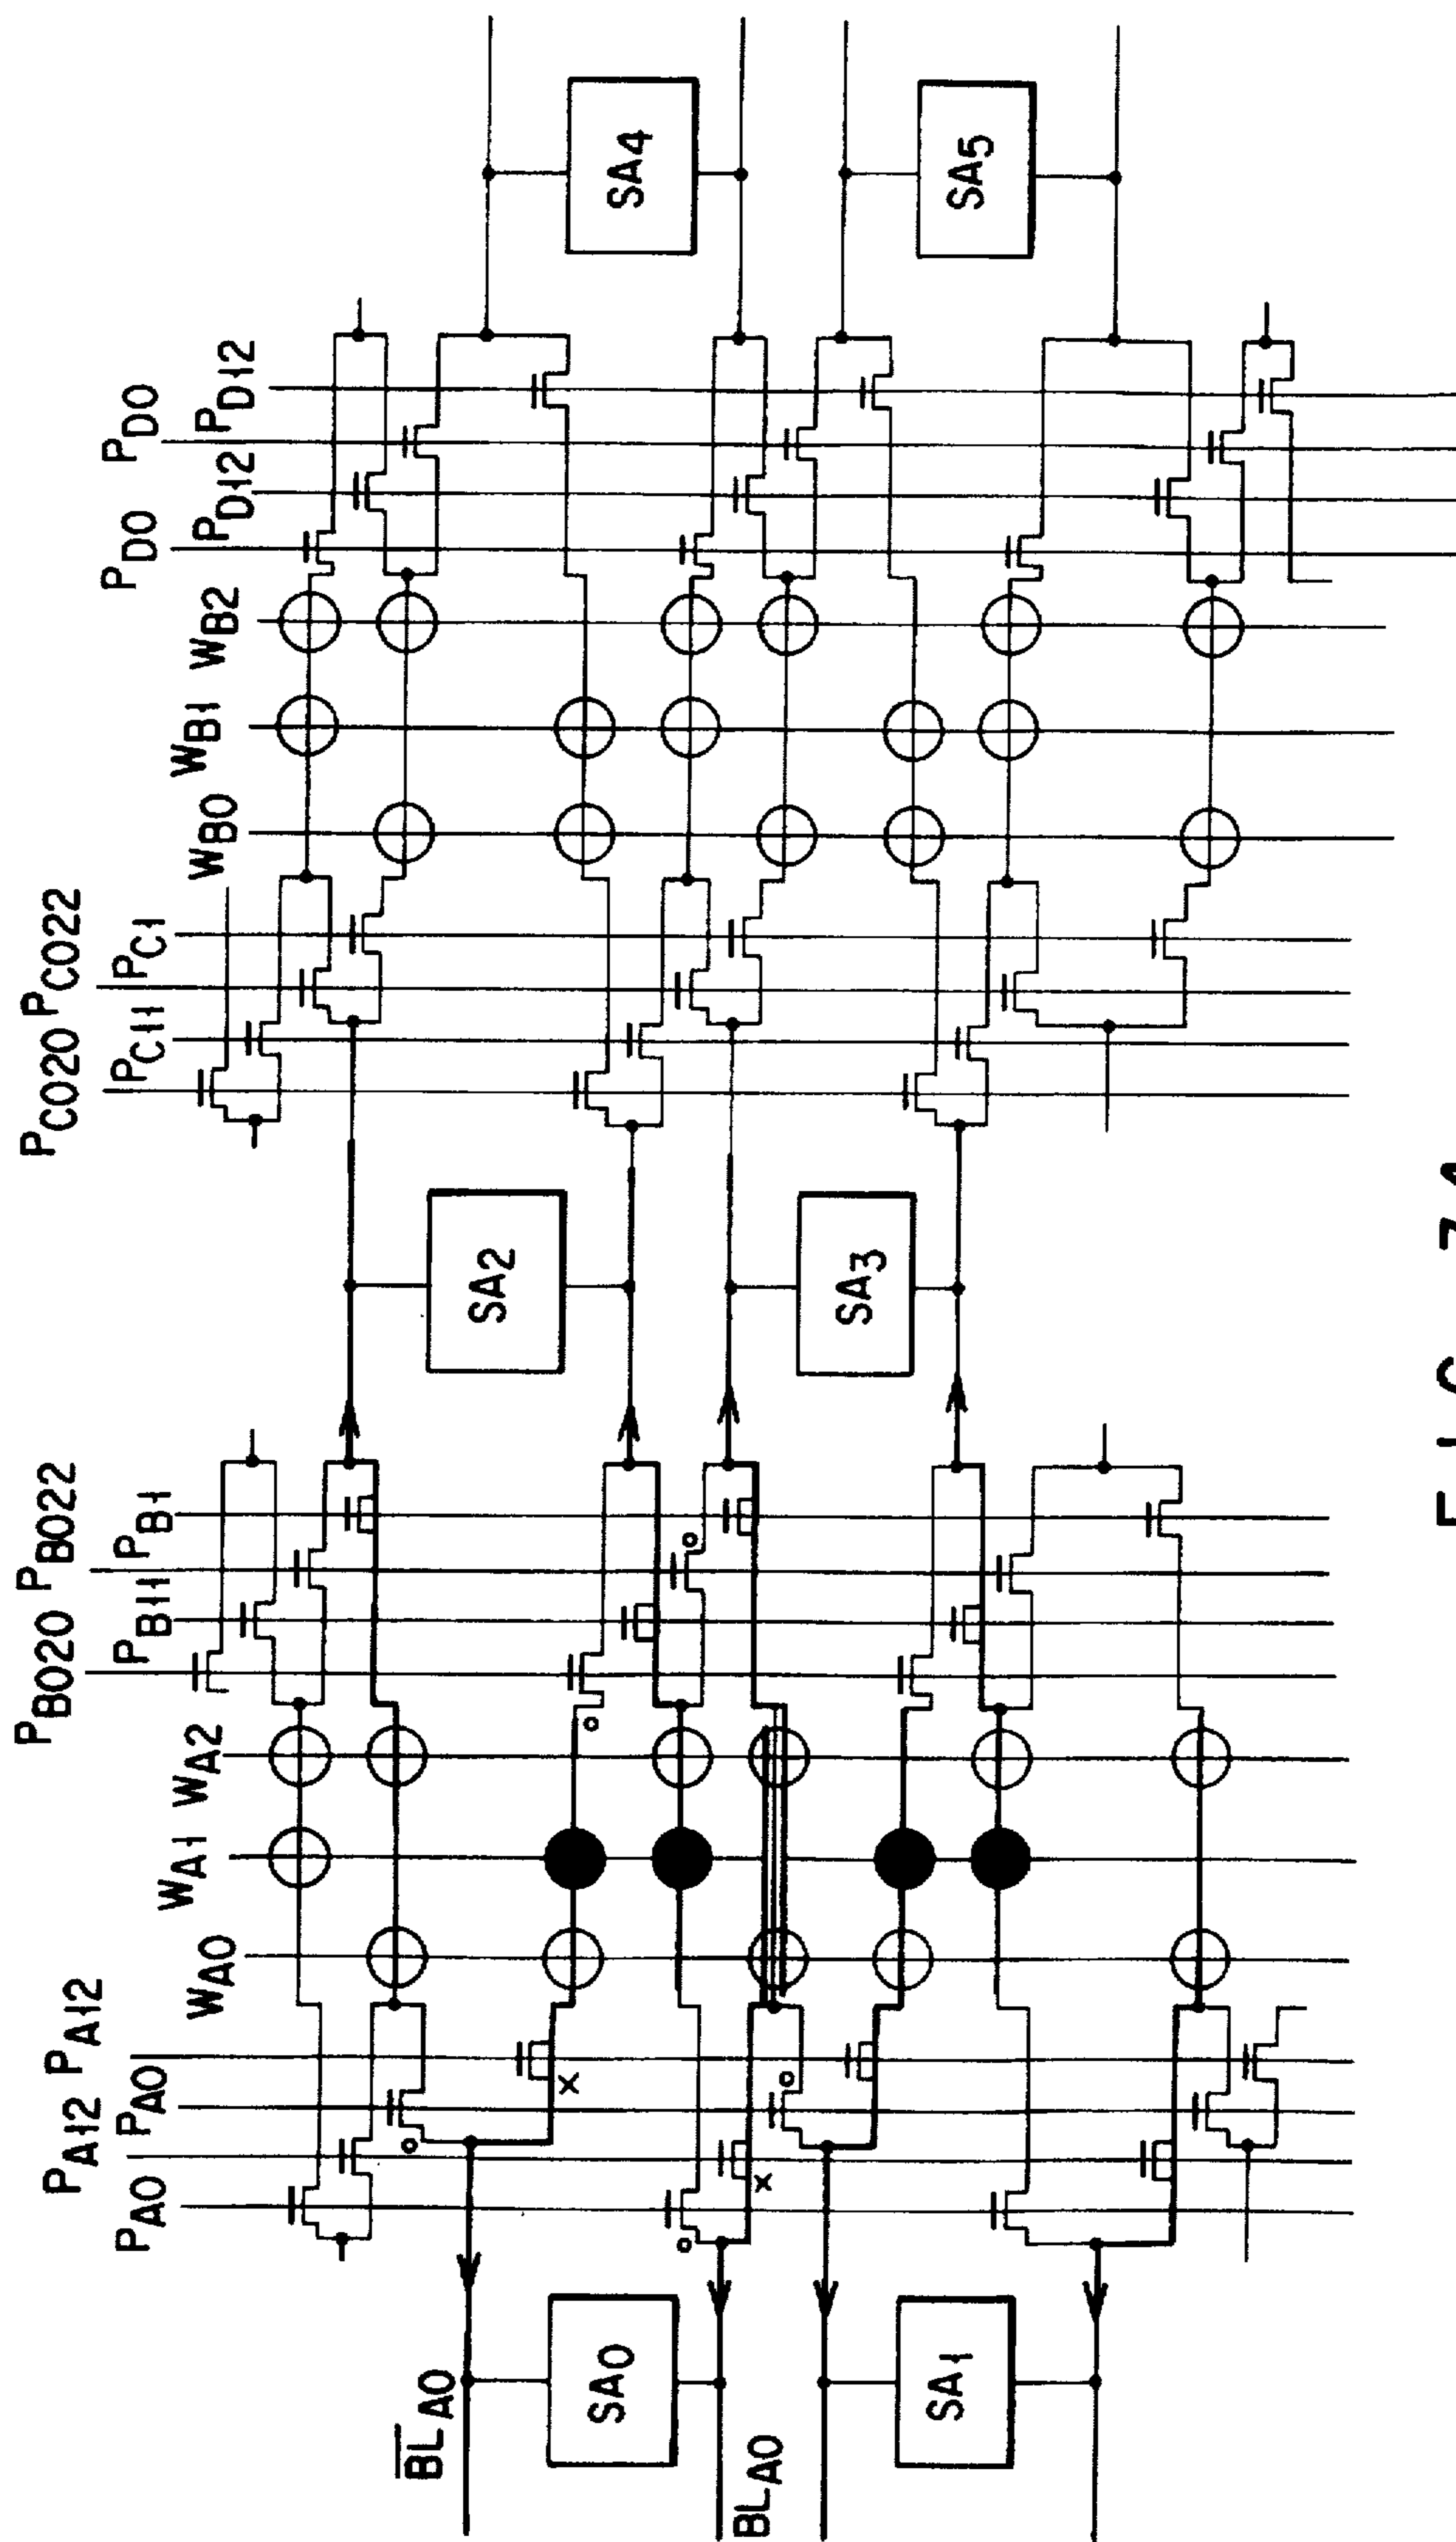 PA0
PA12
PA0
PA12
WA0
WA1
WA2
PB020
PB11
PB022
PB1
PC020
PC11
PC022
PC1
WB0
WB1
WB2
PD0
PD12
PD0
PD12
B̅L̅A0
SA0
BLA0
SA1
SA2
SA3
SA4
SA5